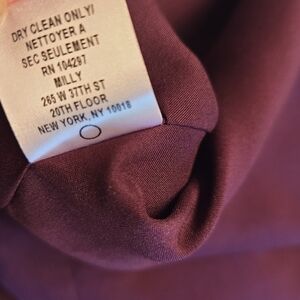 DRY CLEAN ONLY/
NETTOYER A
SEC SEULEMENT
RN 104297
MILLY
265 W 37TH ST
20TH FLOOR
NEW YORK, NY 10018